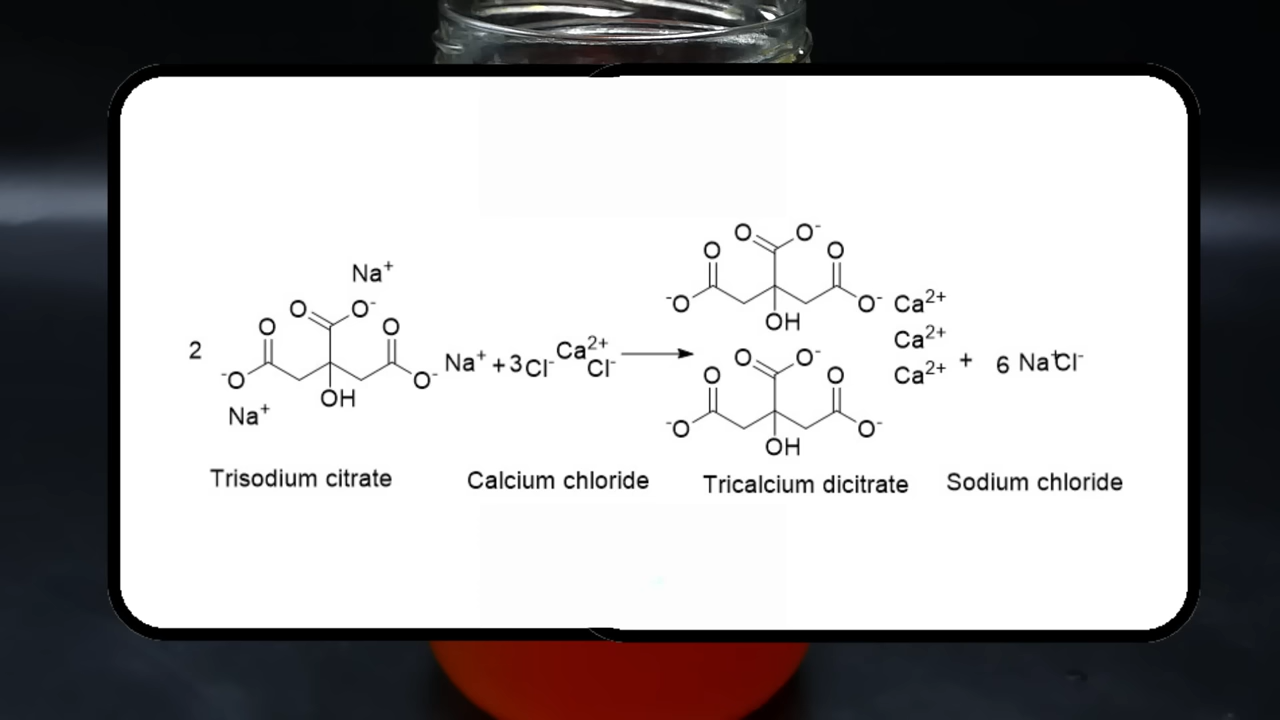 O O⁻ O
Na⁺
O O⁻
O O
⁻O O⁻ Ca²⁺
OH
Ca²⁺
2 Na⁺ +3 Cl⁻ Ca²⁺ Cl⁻ O O⁻ + 6 Na⁺Cl⁻
O O Ca²⁺
⁻O O⁻
OH
Na⁺
⁻O O⁻
OH
Trisodium citrate Calcium chloride Tricalcium dicitrate Sodium chloride